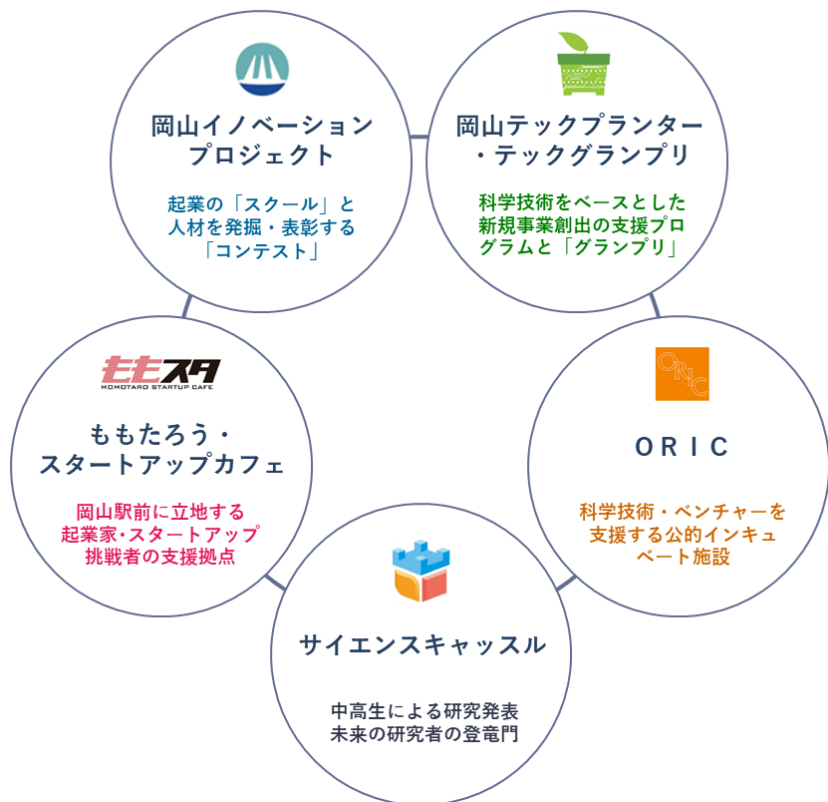 岡山イノベーション
プロジェクト
起業の「スクール」と
人材を発掘・表彰する
「コンテスト」
岡山テックプランター
・テックグランプリ
科学技術をベースとした
新規事業創出の支援プロ
グラムと「グランプリ」
ももスタ
MOMOTARO STARTUP CAFE
ももたろう・
スタートアップカフェ
岡山駅前に立地する
起業家・スタートアップ
挑戦者の支援拠点
ORIC
ＯＲＩＣ
科学技術・ベンチャーを
支援する公的インキュ
ベート施設
サイエンスキャッスル
中高生による研究発表
未来の研究者の登竜門